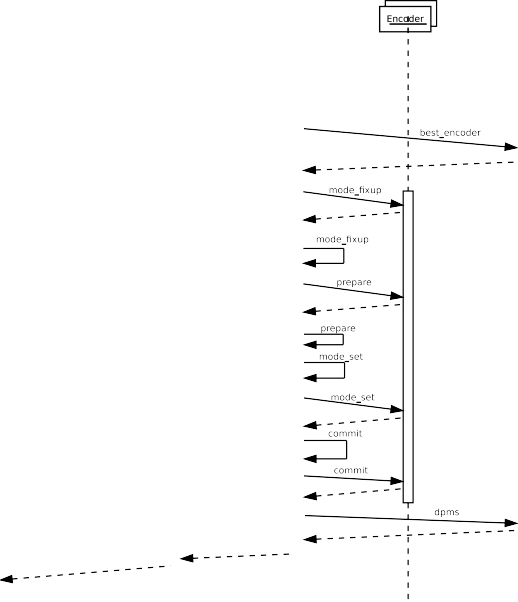 Encoder
best_encoder
mode_fixup
mode_fixup
prepare
prepare
mode_set
mode_set
commit
commit
dpms